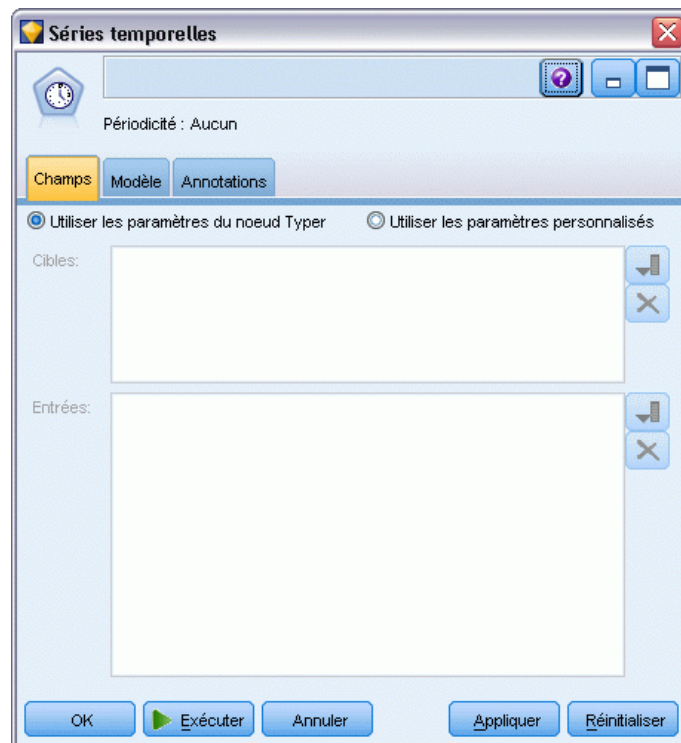 Séries temporelles
Périodicité : Aucun
Champs Modèle Annotations
Utiliser les paramètres du noeud Typer Utiliser les paramètres personnalisés
Cibles:
Entrées:
OK Exécuter Annuler Appliquer Réinitialiser